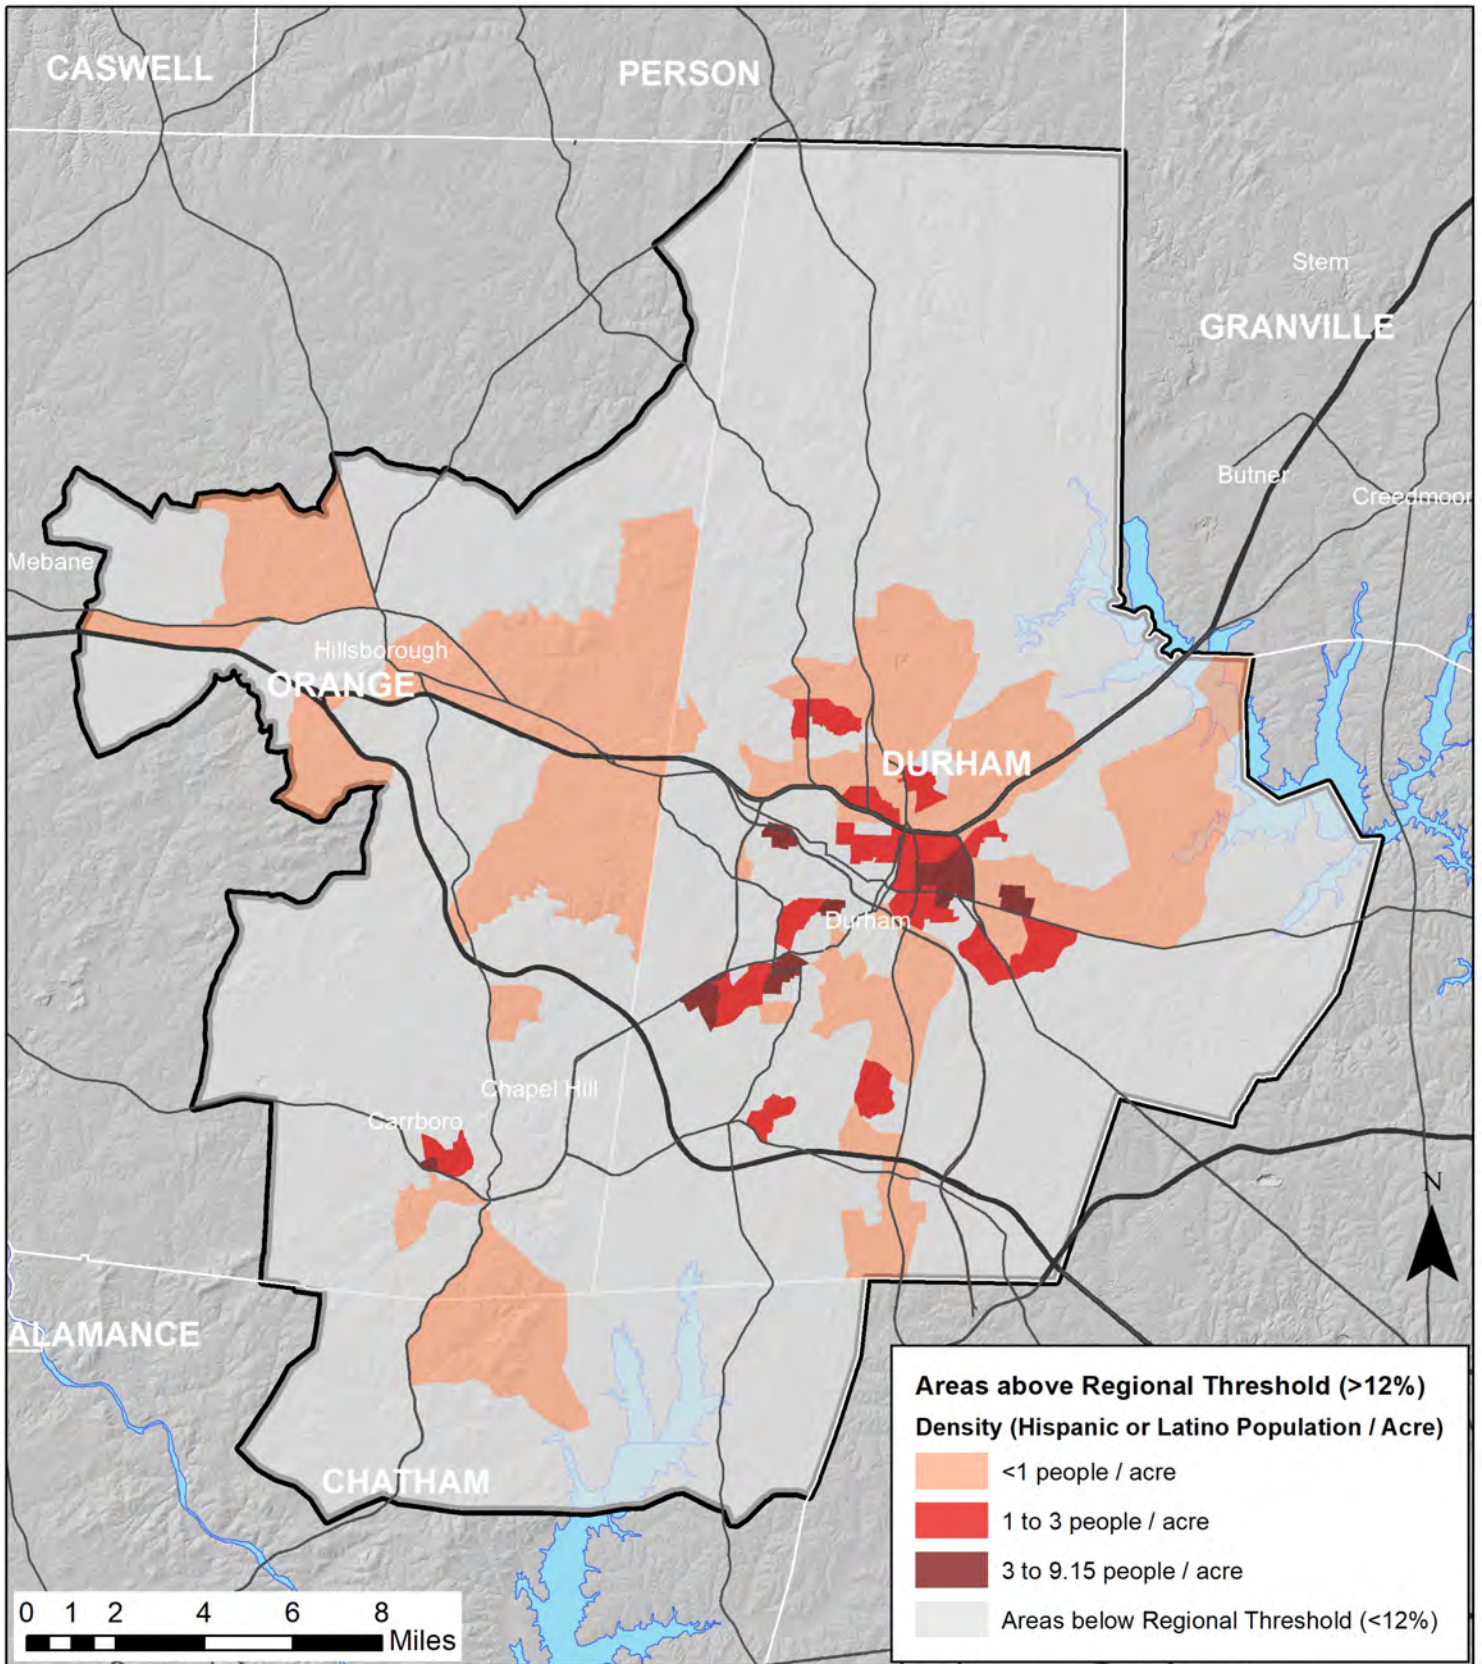 CASWELL
PERSON
Stem
GRANVILLE
Butner
Creedmoor
Mebane
Hillsborough
ORANGE
DURHAM
Durham
Chapel Hill
Carrboro
N
ALAMANCE
CHATHAM
Areas above Regional Threshold (>12%)
Density (Hispanic or Latino Population / Acre)
<1 people / acre
1 to 3 people / acre
3 to 9.15 people / acre
Areas below Regional Threshold (<12%)
0 1 2 4 6 8
Miles